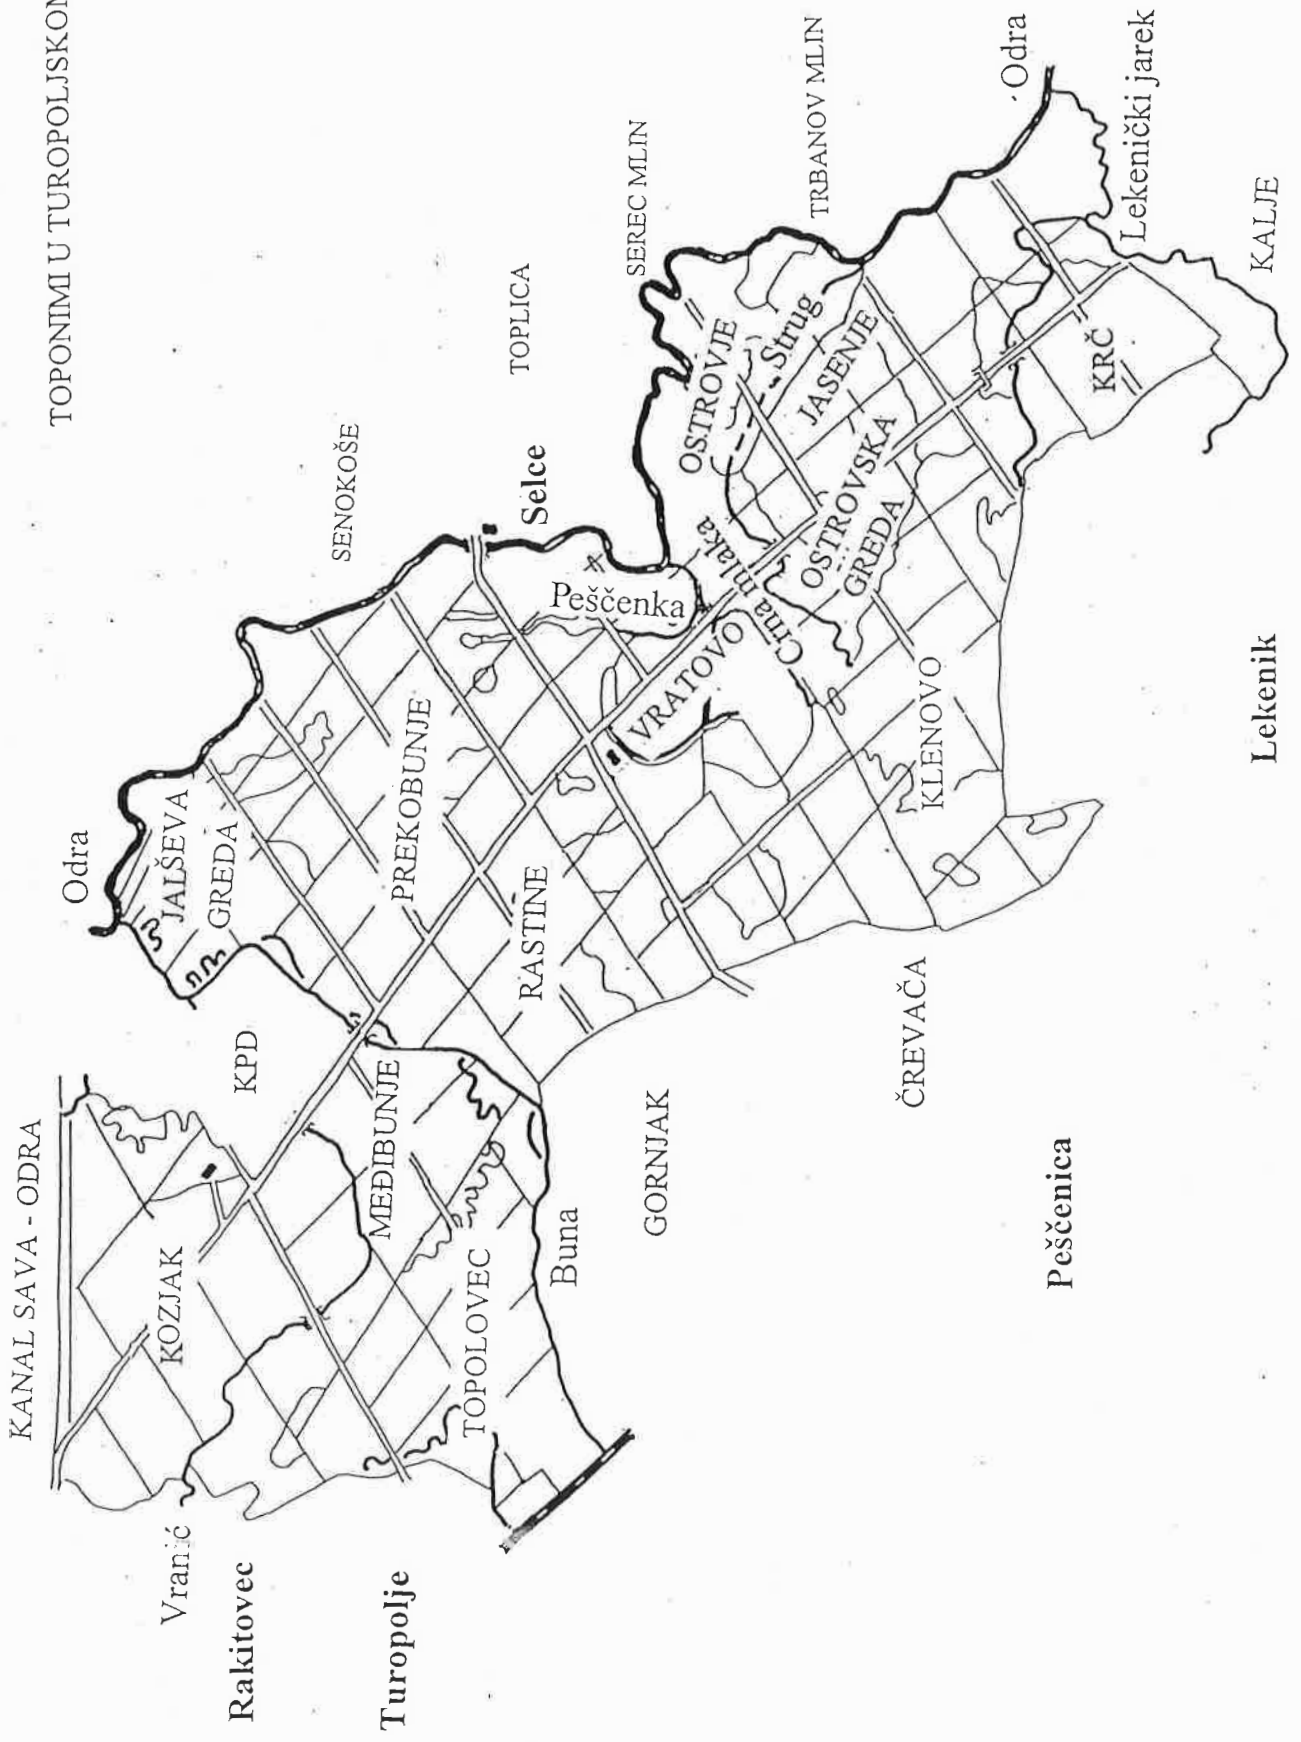 TOPONIMI U TUROPOLJSKOM
KANAL SAVA - ODRA
Odra
Vranić
KOZJAK
JALŠEVA
GREDA
Rakitovec
KPD
SENOKOŠE
Turopolje
MEĐIBUNJE
PREKOBUNJE
TOPOLOVEC
RASTINE
Selce
TOPLICA
Buna
Peščenka
SEREC MLIN
GORNJAK
VRATOVO
OSTROVJE
Crna mlaka
Strug
TRBANOV MLIN
JASENJE
OSTROVSKA
GREDA
ČREVAČA
KLENOVO
Odra
Peščenica
KRČ
Lekenički jarek
Lekenik
KALJE